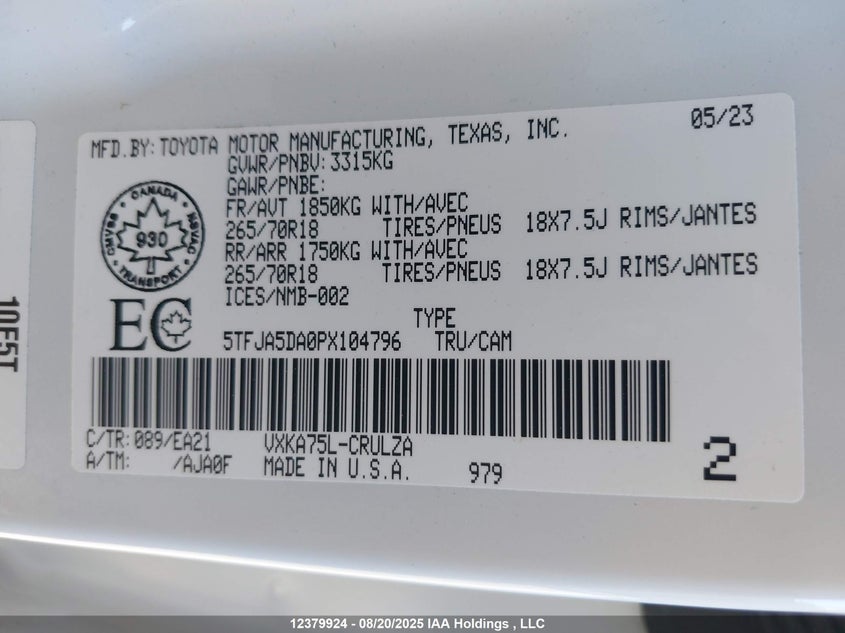 MFD.BY: TOYOTA MOTOR MANUFACTURING, TEXAS, INC. 05/23
GVWR/PNBV: 3315KG
GAWR/PNBE:
FR/AVT 1850KG WITH/AVEC
265/70R18 TIRES/PNEUS 18X7.5J RIMS/JANTES
RR/ARR 1750KG WITH/AVEC
265/70R18 TIRES/PNEUS 18X7.5J RIMS/JANTES
ICES/NMB-002
CANADA
CMVSS NSVAC
930
TRANSPORT
EC
TYPE
5TFJA5DA0PX104796 TRU/CAM
C/TR: 089/EA21 VXKA75L-CRULZA
A/TM: /AJA0F MADE IN U.S.A. 979 2
10E5T
12379924 - 08/20/2025 IAA Holdings , LLC